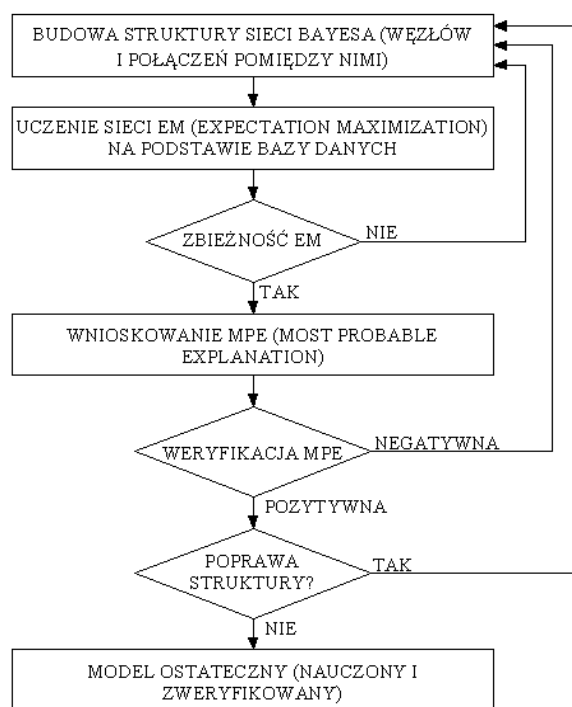 BUDOWA STRUKTURY SIECI BAYESA (WĘZŁÓW
I POŁĄCZEŃ POMIĘDZY NIMI)
UCZENIE SIECI EM (EXPECTATION MAXIMIZATION)
NA PODSTAWIE BAZY DANYCH
ZBIEŻNOŚĆ EM
NIE
TAK
WNIOSKOWANIE MPE (MOST PROBABLE
EXPLANATION)
WERYFIKACJA MPE
NEGATYWNA
POZYTYWNA
POPRAWA
STRUKTURY?
TAK
NIE
MODEL OSTATECZNY (NAUCZONY I
ZWERYFIKOWANY)